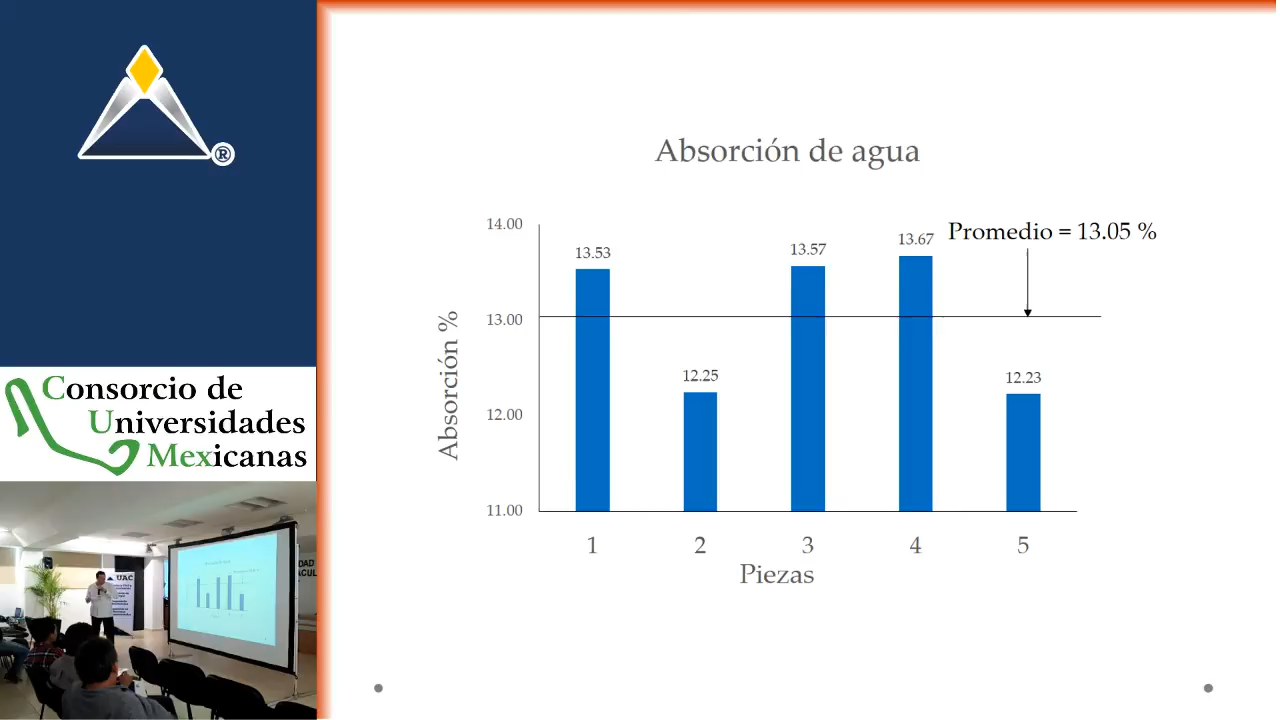 ®
Consorcio de
Universidades
Mexicanas
UAC
Absorción de agua
Promedio = 13.05 %
Absorción %
14.00
13.00
12.00
11.00
13.53
12.25
13.57
13.67
12.23
1 2 3 4 5
Piezas